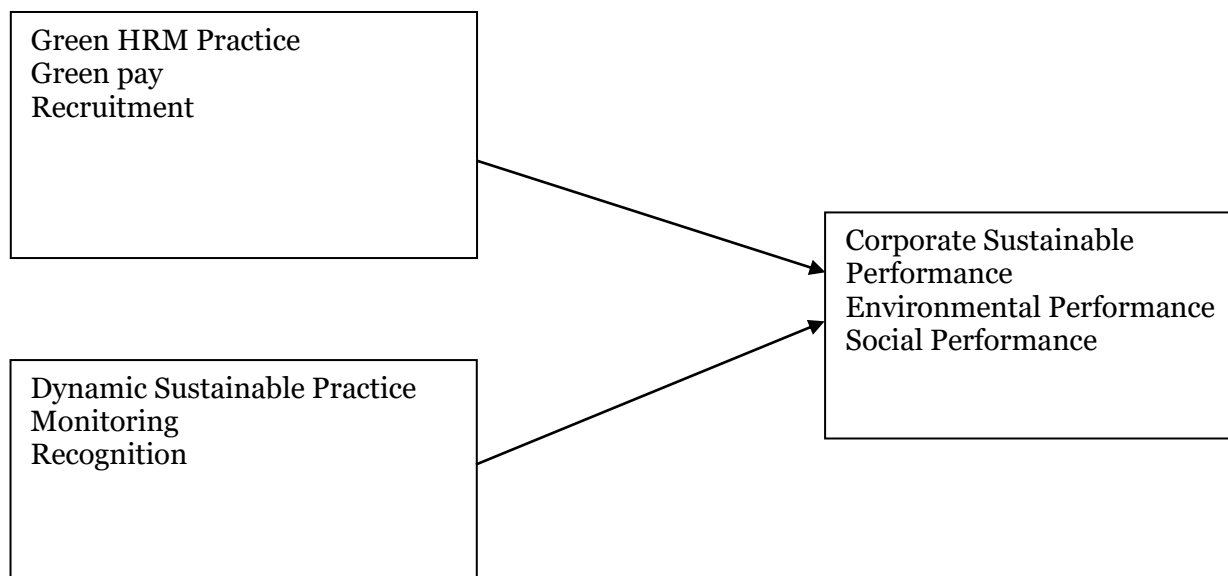 Green HRM Practice
Green pay
Recruitment
Corporate Sustainable
Performance
Environmental Performance
Social Performance
Dynamic Sustainable Practice
Monitoring
Recognition